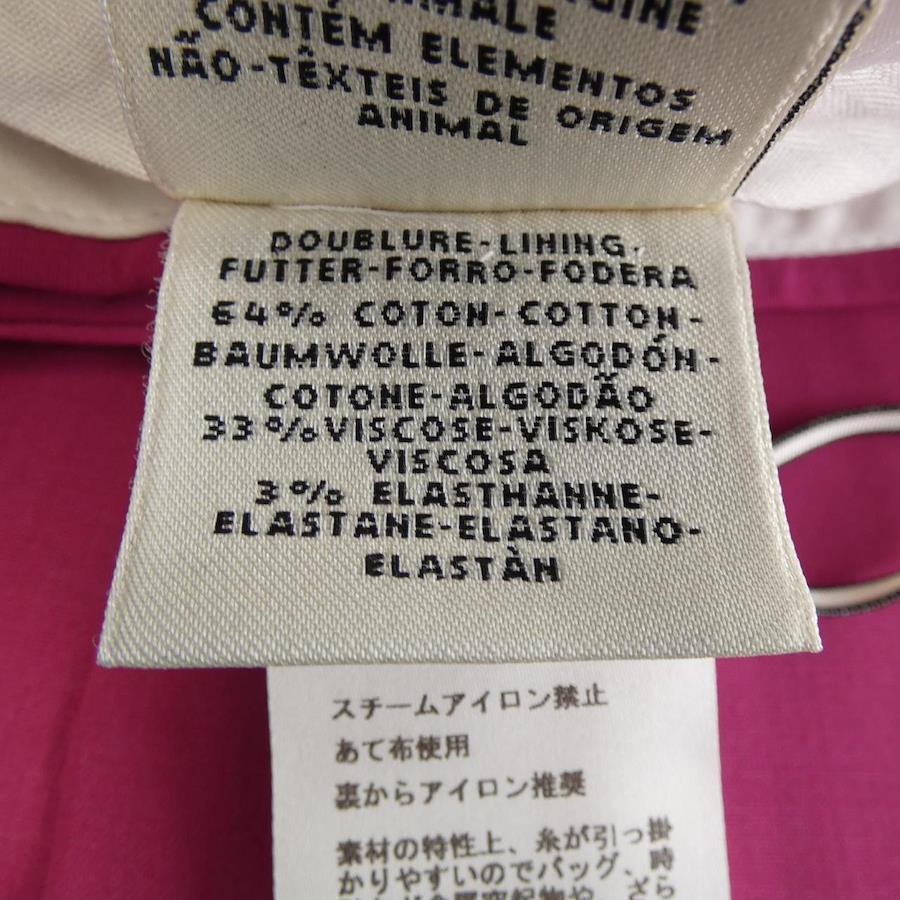 CONTÉM ELEMENTOS
NÃO-TÊXTEIS DE ORIGEM
ANIMAL
DOUBLURE-LINING-
FUTTER-FORRO-FODERA
64% COTON-COTTON-
BAUMWOLLE-ALGODÓN-
COTONE-ALGODÃO
33%VISCOSE-VISKOSE-
VISCOSA
3% ELASTHANNE-
ELASTANE-ELASTANO-
ELASTÀN
スチームアイロン禁止
あて布使用
裏からアイロン推奨
素材の特性上、糸が引っ掛
かりやすいのでバッグ、時